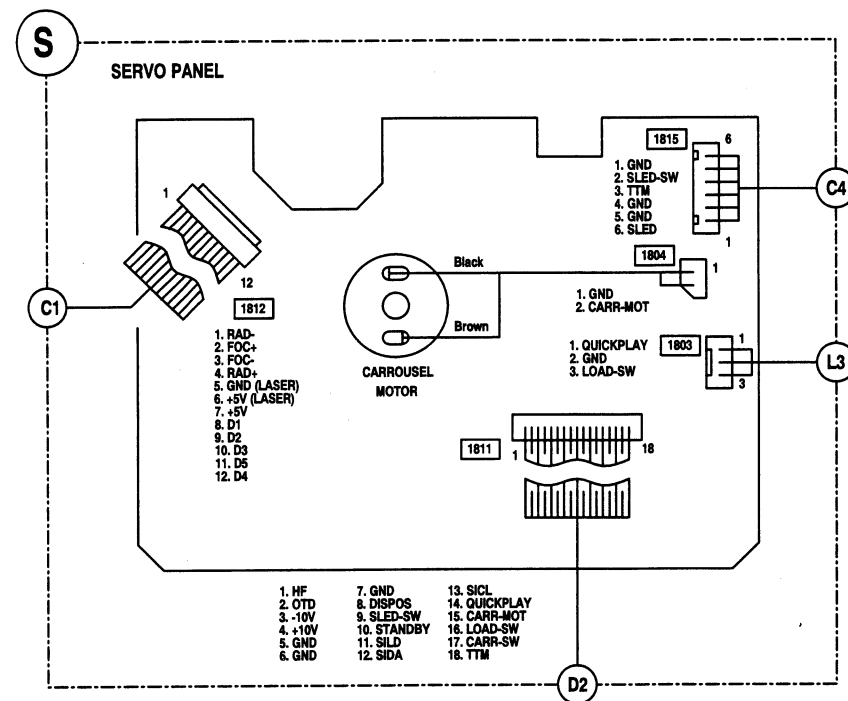 S
SERVO PANEL
1815
6
1. GND
2. SLED-SW
3. TTM
4. GND
5. GND
6. SLED
1
C4
1
12
C1
1812
1. RAD-
2. FOC+
3. FOC-
4. RAD+
5. GND (LASER)
6. +5V (LASER)
7. +5V
8. D1
9. D2
10. D3
11. D5
12. D4
Black
Brown
CARROUSEL
MOTOR
1804
1
1. GND
2. CARR-MOT
1803
1. QUICKPLAY
2. GND
3. LOAD-SW
1
3
L3
1811
1
18
1. HF
2. OTD
3. -10V
4. +10V
5. GND
6. GND
7. GND
8. DISPOS
9. SLED-SW
10. STANDBY
11. SILD
12. SIDA
13. SICL
14. QUICKPLAY
15. CARR-MOT
16. LOAD-SW
17. CARR-SW
18. TTM
D2